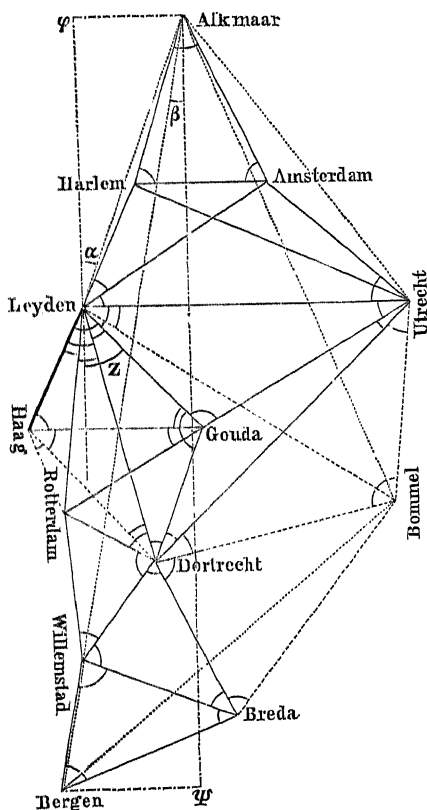 φ
Alkmaar
β
Harlem
Amsterdam
α
Leyden
Utrecht
Z
Haag
Gouda
Rotterdam
Bommel
Dortrecht
Willemstad
Breda
Bergen
Ψ